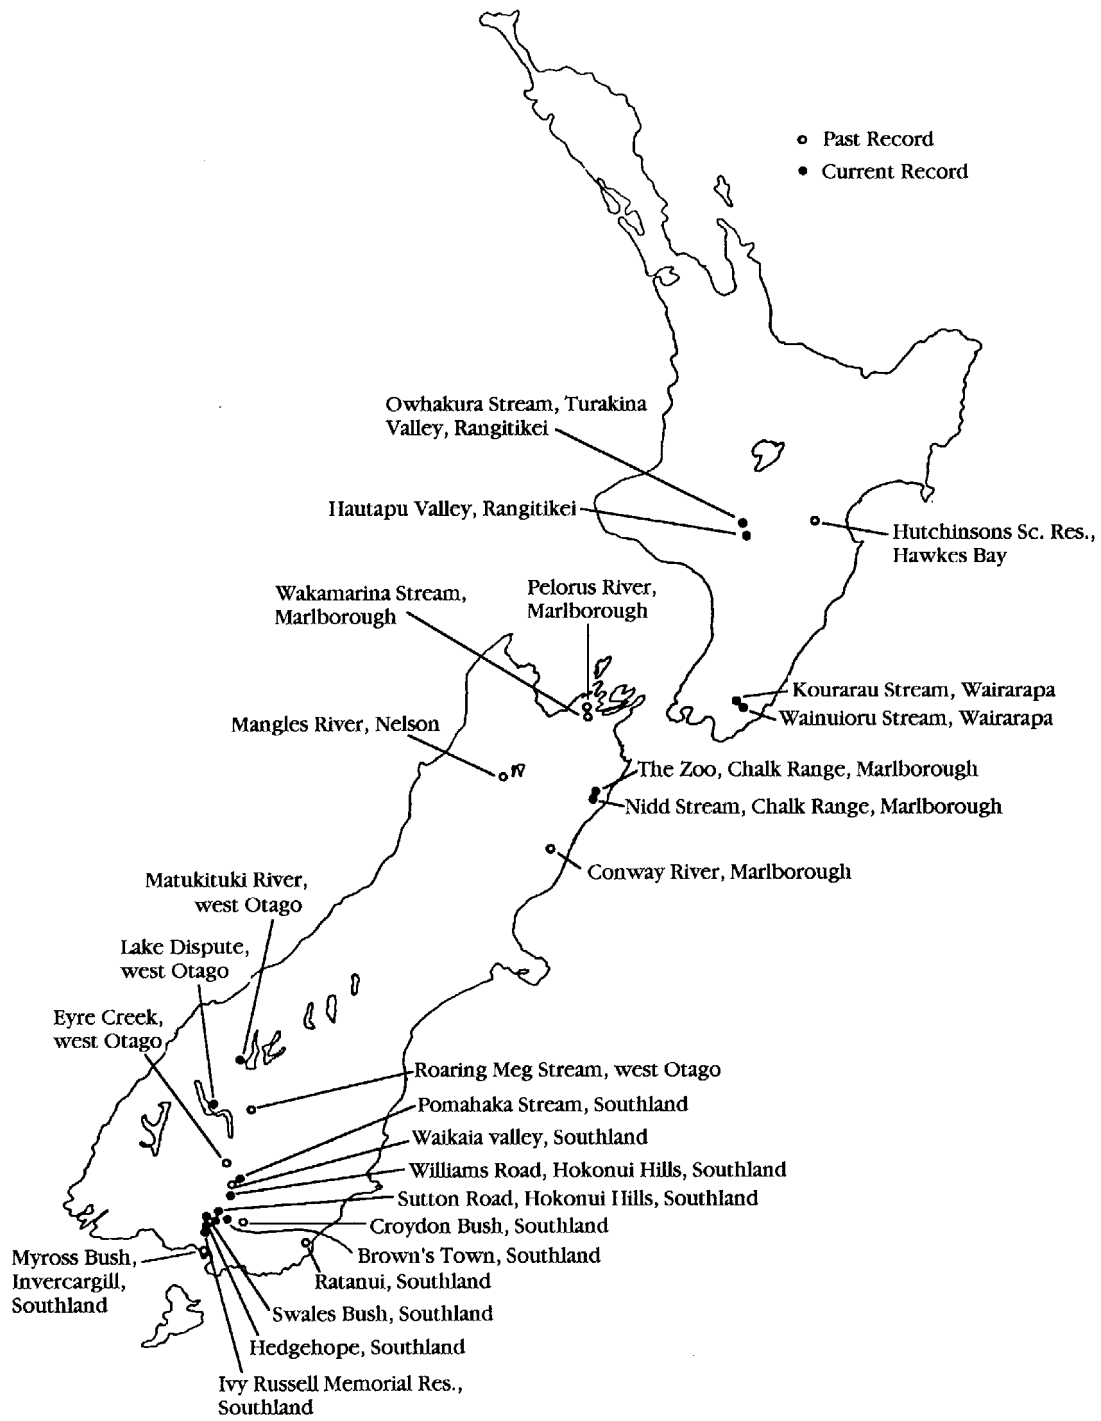 Past Record
Current Record
Owhakura Stream, Turakina
Valley, Rangitikei
Hautapu Valley, Rangitikei
Hutchinsons Sc. Res.,
Hawkes Bay
Wakamarina Stream,
Marlborough
Pelorus River,
Marlborough
Kourarau Stream, Wairarapa
Wainuioru Stream, Wairarapa
Mangles River, Nelson
The Zoo, Chalk Range, Marlborough
Nidd Stream, Chalk Range, Marlborough
Conway River, Marlborough
Matukituki River,
west Otago
Lake Dispute,
west Otago
Eyre Creek,
west Otago
Roaring Meg Stream, west Otago
Pomahaka Stream, Southland
Waikaia valley, Southland
Williams Road, Hokonui Hills, Southland
Sutton Road, Hokonui Hills, Southland
Croydon Bush, Southland
Brown's Town, Southland
Ratanui, Southland
Myross Bush,
Invercargill,
Southland
Swales Bush, Southland
Hedgehope, Southland
Ivy Russell Memorial Res.,
Southland